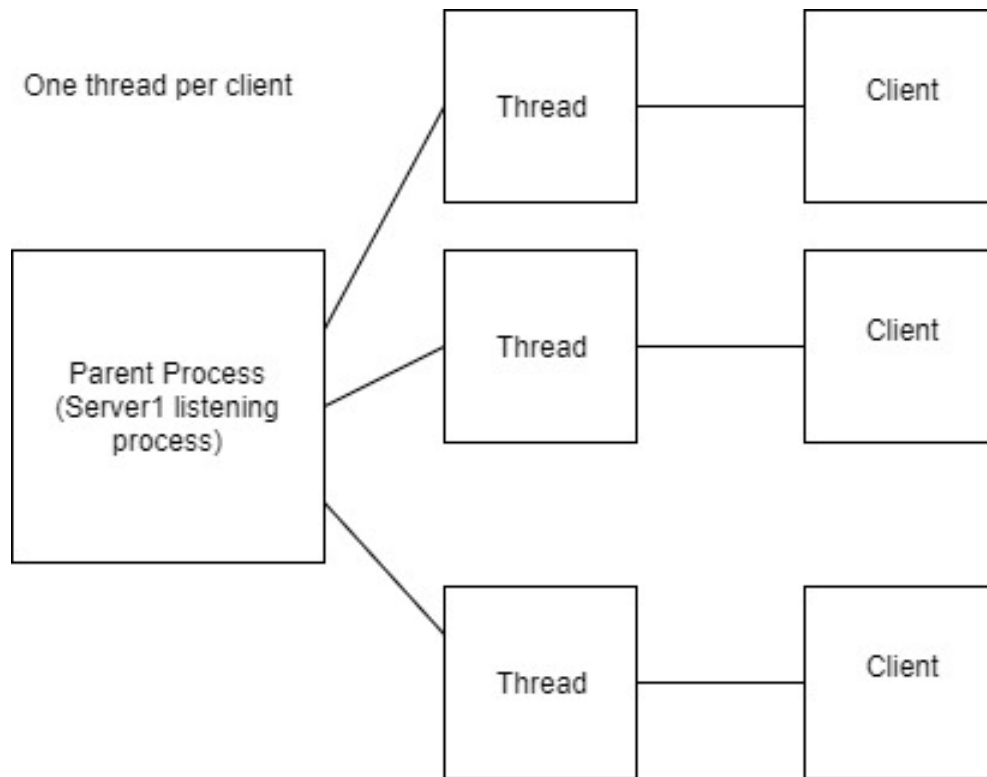 One thread per client
Thread
Client
Thread
Client
Parent Process
(Server1 listening
process)
Thread
Client